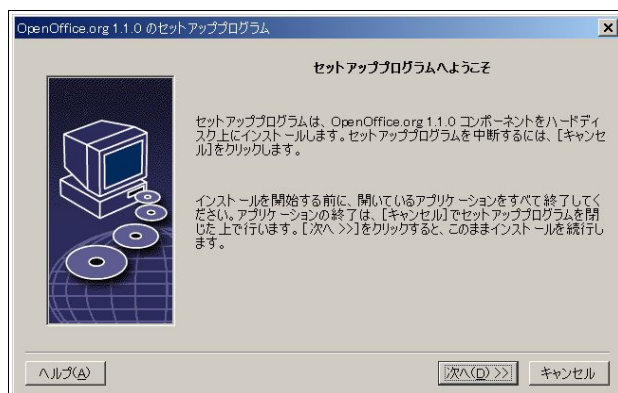 OpenOffice.org 1.1.0 のセットアッププログラム
セットアッププログラムへようこそ
セットアッププログラムは、OpenOffice.org 1.1.0 コンポーネントをハードディ
スク上にインストールします。セットアッププログラムを中断するには、［キャンセ
ル］をクリックします。
インストールを開始する前に、開いているアプリケーションをすべて終了してく
ださい。アプリケーションの終了は、［キャンセル］でセットアッププログラムを閉
じた上で行います。［次へ >>］をクリックすると、このままインストールを続行し
ます。
ヘルプ(A)
次へ(D) >>
キャンセル